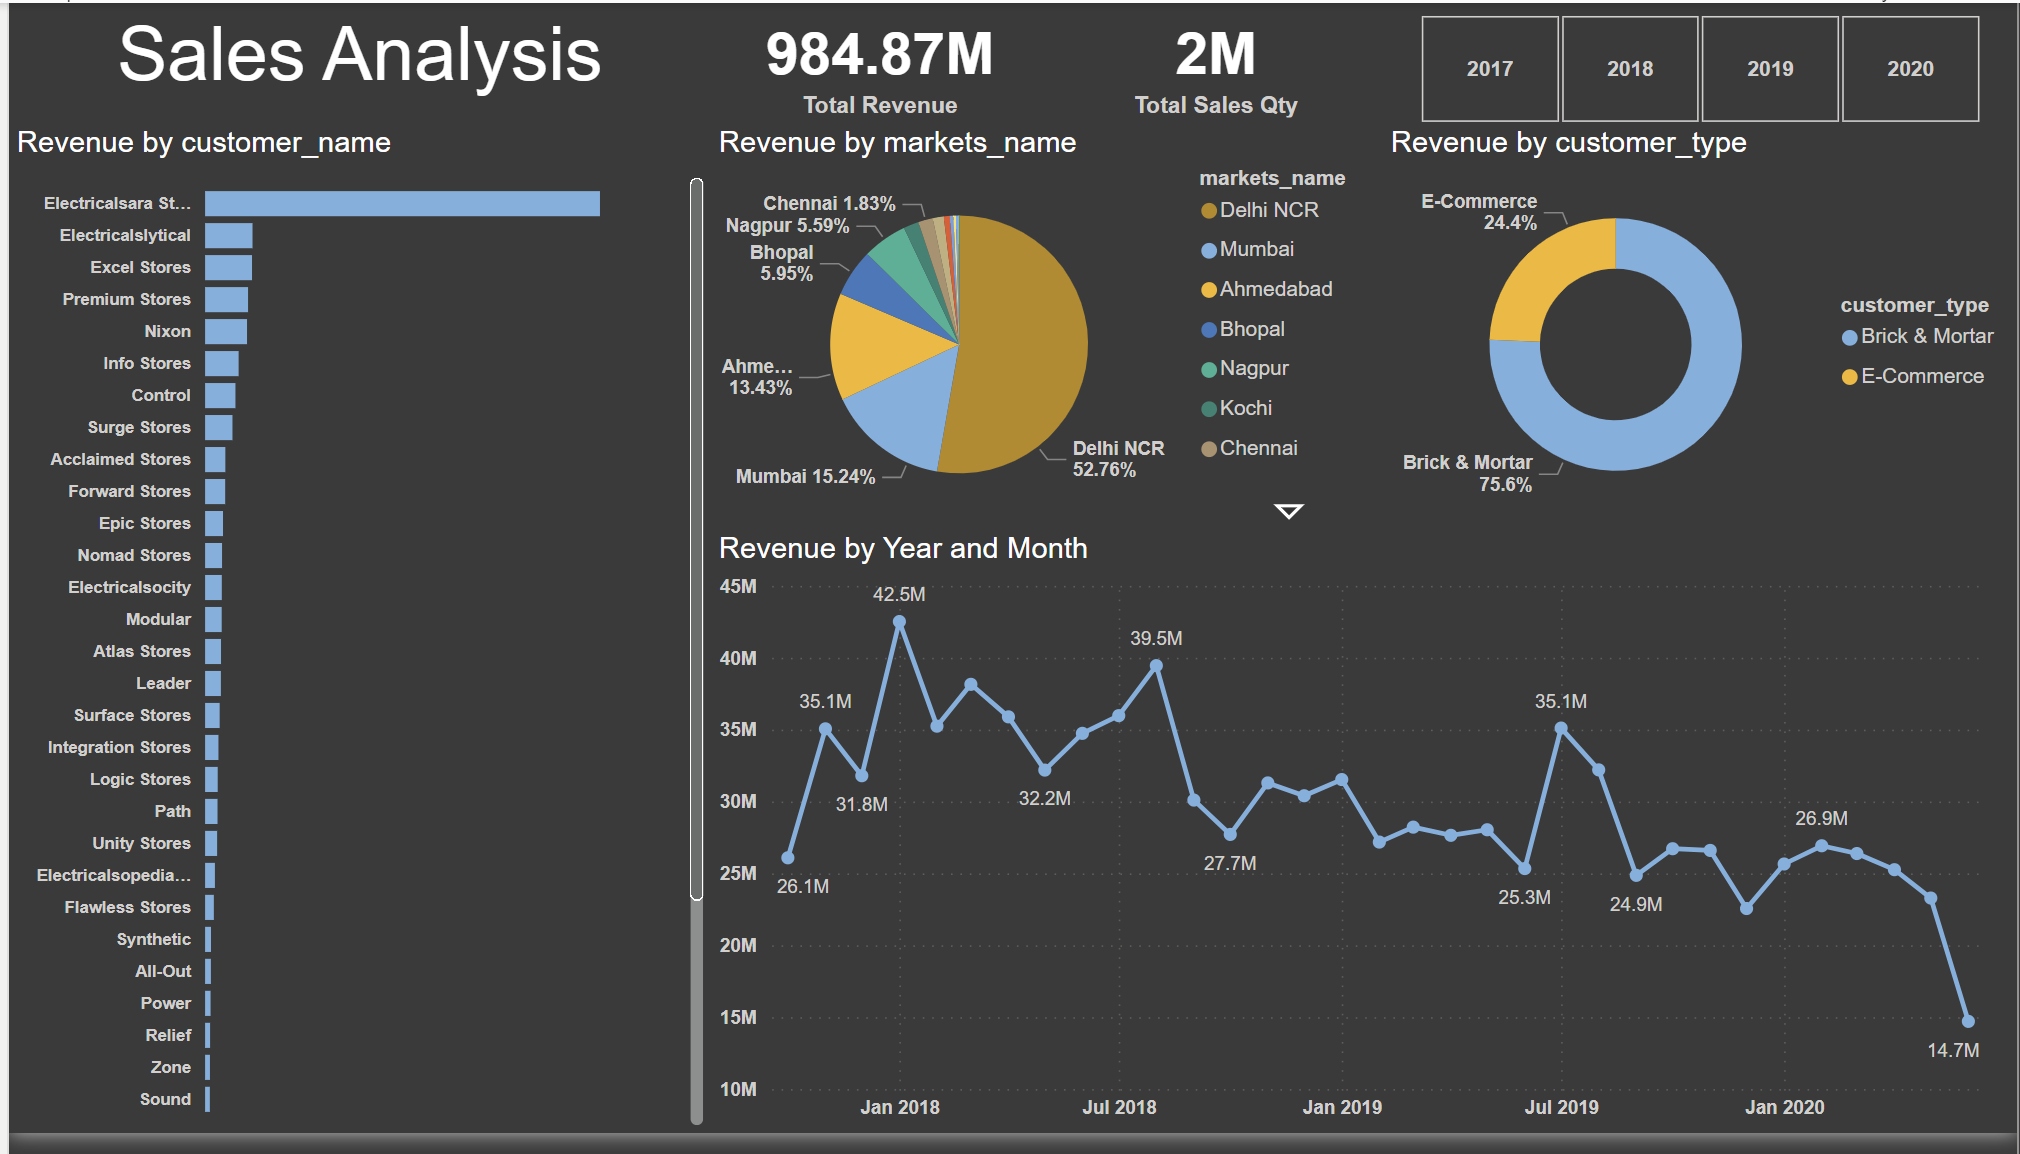 Sales Analysis
984.87M
Total Revenue
2M
Total Sales Qty
2017
2018
2019
2020
Revenue by customer_name
Electricalsara St...
Electricalslytical
Excel Stores
Premium Stores
Nixon
Info Stores
Control
Surge Stores
Acclaimed Stores
Forward Stores
Epic Stores
Nomad Stores
Electricalsocity
Modular
Atlas Stores
Leader
Surface Stores
Integration Stores
Logic Stores
Path
Unity Stores
Electricalsopedia...
Flawless Stores
Synthetic
All-Out
Power
Relief
Zone
Sound
Revenue by markets_name
Chennai 1.83%
Nagpur 5.59%
Bhopal
5.95%
Ahme...
13.43%
Mumbai 15.24%
Delhi NCR
52.76%
markets_name
Delhi NCR
Mumbai
Ahmedabad
Bhopal
Nagpur
Kochi
Chennai
Revenue by customer_type
E-Commerce
24.4%
Brick & Mortar
75.6%
customer_type
Brick & Mortar
E-Commerce
Revenue by Year and Month
45M
40M
35M
30M
25M
20M
15M
10M
26.1M
35.1M
31.8M
42.5M
32.2M
39.5M
27.7M
25.3M
35.1M
24.9M
26.9M
14.7M
Jan 2018
Jul 2018
Jan 2019
Jul 2019
Jan 2020